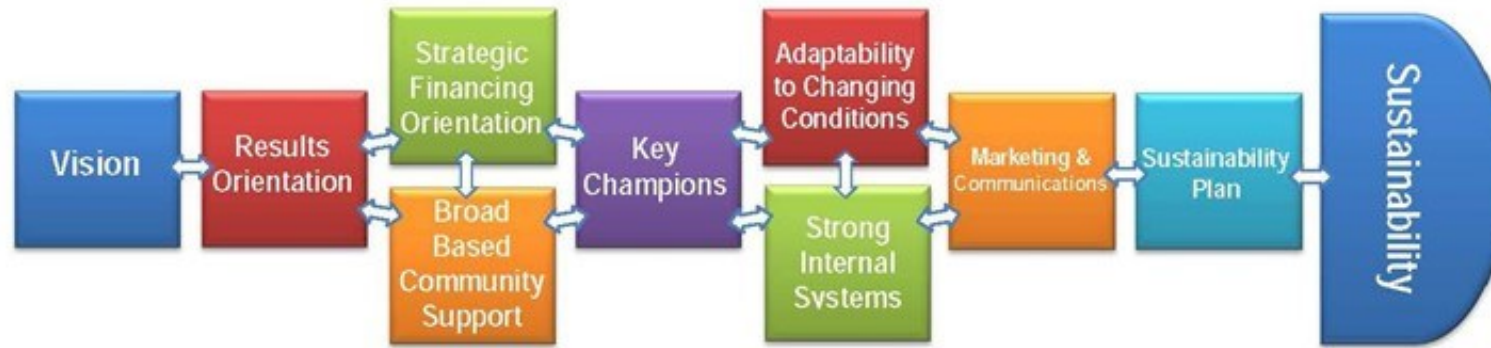 Vision
Results
Orientation
Strategic
Financing
Orientation
Broad
Based
Community
Support
Key
Champions
Adaptability
to Changing
Conditions
Strong
Internal
Systems
Marketing &
Communications
Sustainability
Plan
Sustainability